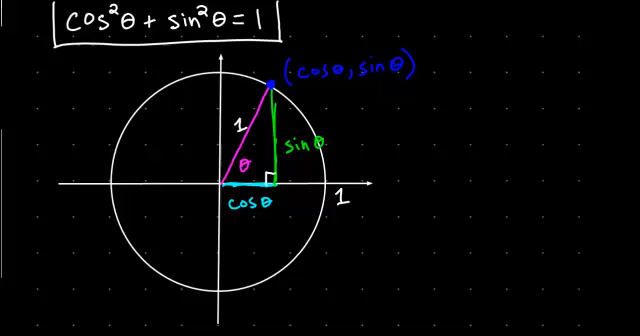 cos²θ + sin²θ = 1
(cosθ, sinθ)
1
sinθ
θ
cosθ
1